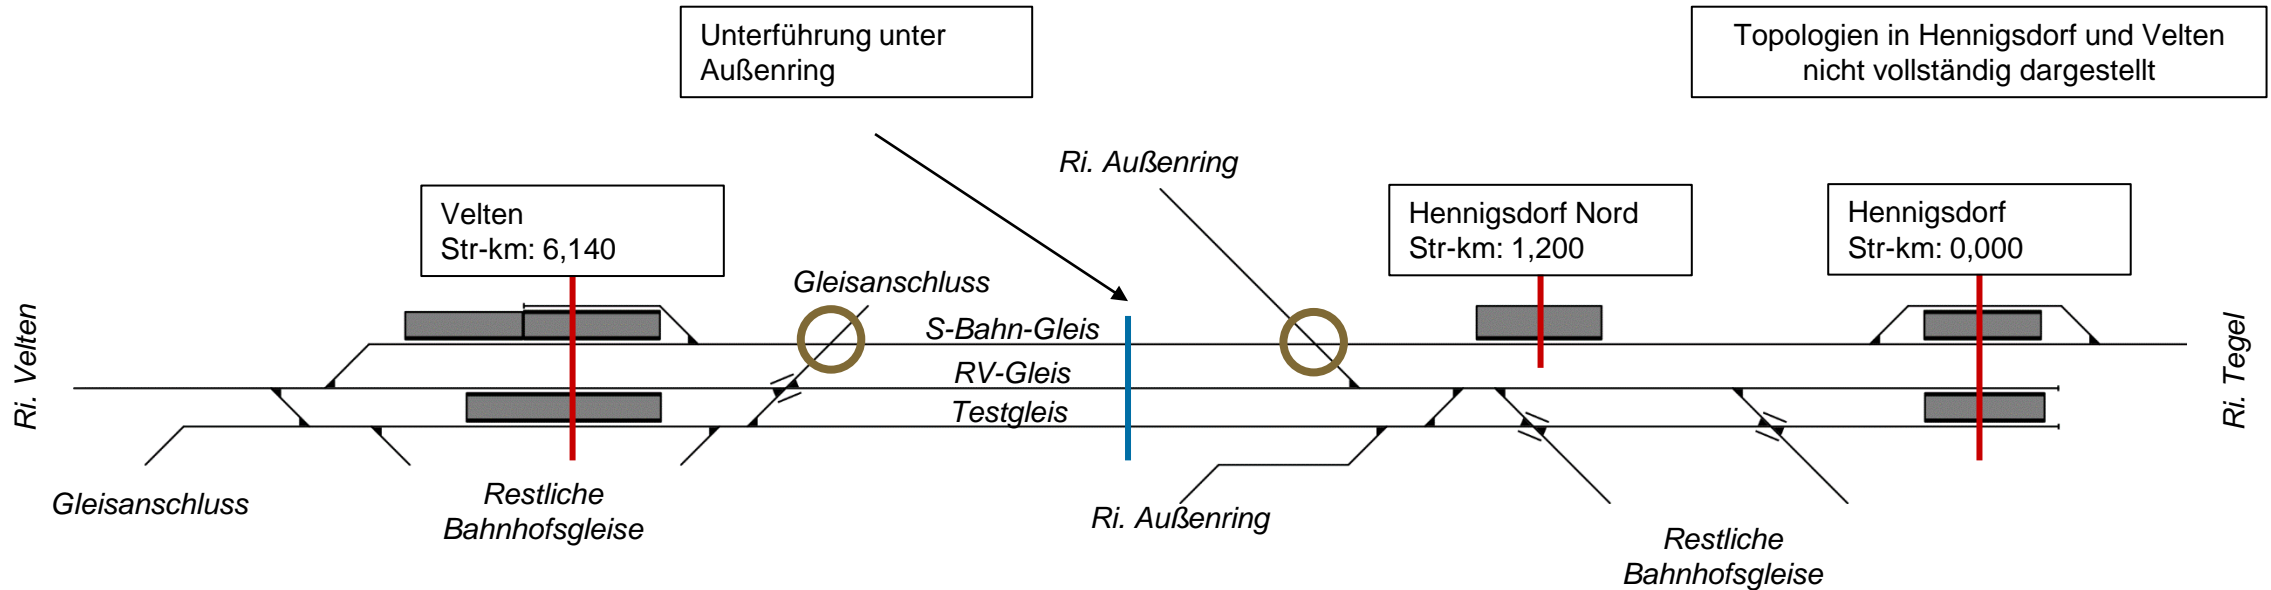 Unterführung unter
Außenring
Topologien in Hennigsdorf und Velten
nicht vollständig dargestellt
Ri. Außenring
Velten
Str-km: 6,140
Hennigsdorf Nord
Str-km: 1,200
Hennigsdorf
Str-km: 0,000
Gleisanschluss
Ri. Velten
S-Bahn-Gleis
RV-Gleis
Testgleis
Ri. Tegel
Gleisanschluss
Restliche
Bahnhofsgleise
Ri. Außenring
Restliche
Bahnhofsgleise